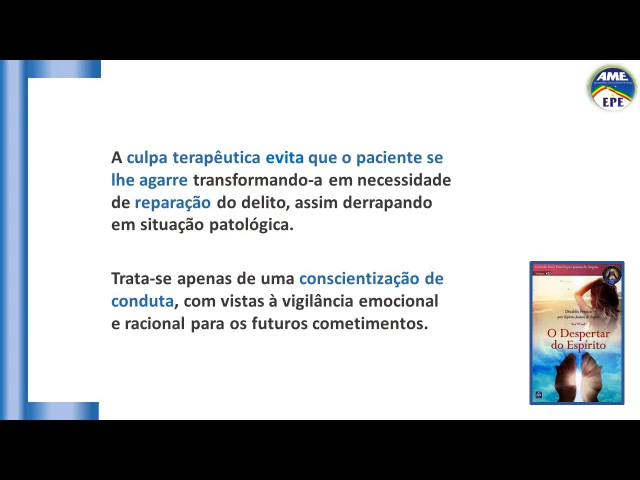 AME
EPE
A culpa terapêutica evita que o paciente se
lhe agarre transformando-a em necessidade
de reparação do delito, assim derrapando
em situação patológica.
Trata-se apenas de uma conscientização de
conduta, com vistas à vigilância emocional
e racional para os futuros cometimentos.
Divaldo Franco
O Despertar
do Espírito